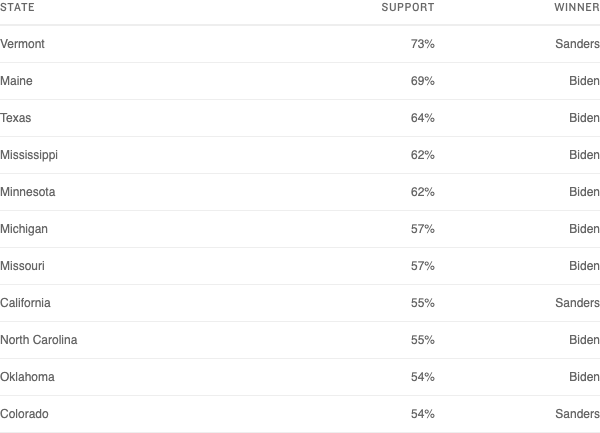 STATE SUPPORT WINNER
Vermont 73% Sanders
Maine 69% Biden
Texas 64% Biden
Mississippi 62% Biden
Minnesota 62% Biden
Michigan 57% Biden
Missouri 57% Biden
California 55% Sanders
North Carolina 55% Biden
Oklahoma 54% Biden
Colorado 54% Sanders